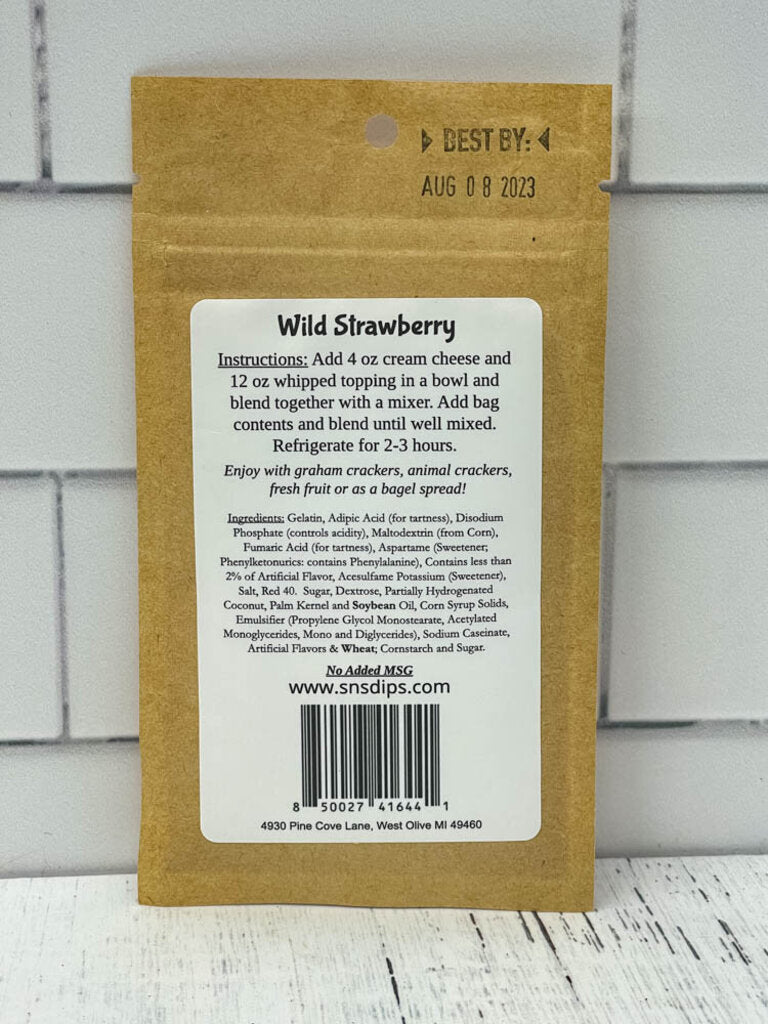 BEST BY:
AUG 08 2023
Wild Strawberry
Instructions: Add 4 oz cream cheese and
12 oz whipped topping in a bowl and
blend together with a mixer. Add bag
contents and blend until well mixed.
Refrigerate for 2-3 hours.
Enjoy with graham crackers, animal crackers,
fresh fruit or as a bagel spread!
Ingredients: Gelatin, Adipic Acid (for tartness), Disodium
Phosphate (controls acidity), Maltodextrin (from Corn),
Fumaric Acid (for tartness), Aspartame (Sweetener;
Phenylketonurics: contains Phenylalanine), Contains less than
2% of Artificial Flavor, Acesulfame Potassium (Sweetener),
Salt, Red 40. Sugar, Dextrose, Partially Hydrogenated
Coconut, Palm Kernel and Soybean Oil, Corn Syrup Solids,
Emulsifier (Propylene Glycol Monostearate, Acetylated
Monoglycerides, Mono and Diglycerides), Sodium Caseinate,
Artificial Flavors & Wheat; Cornstarch and Sugar.
No Added MSG
www.snsdips.com
8 50027 41644 1
4930 Pine Cove Lane, West Olive MI 49460